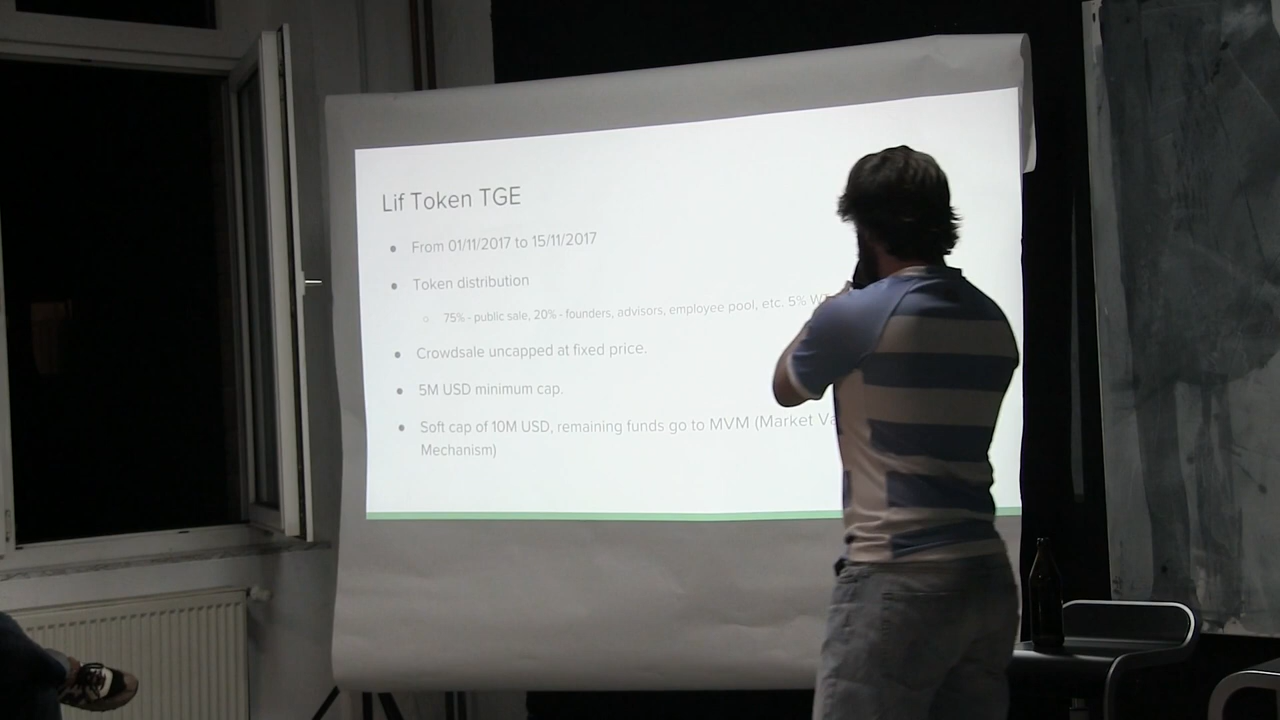 Lif Token TGE
From 01/11/2017 to 15/11/2017
Token distribution
75% - public sale, 20% - founders, advisors, employee pool, etc. 5%
Crowdsale uncapped at fixed price.
5M USD minimum cap.
Soft cap of 10M USD, remaining funds go to MVM (Market
Mechanism)